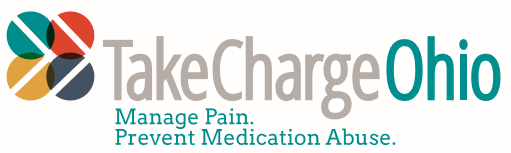 TakeChargeOhio
Manage Pain.
Prevent Medication Abuse.